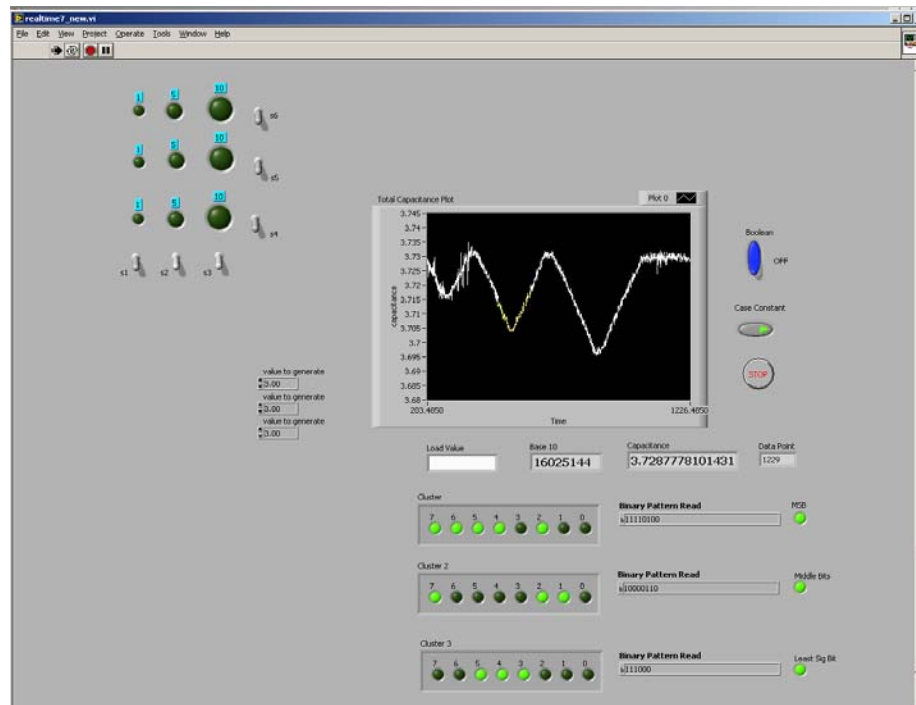 realtime7_new.vi
File Edit View Project Operate Tools Window Help
1 5 10
s6
1 5 10
s5
1 5 10
s4
s1 s2 s3
Total Capacitance Plot
Plot 0
3.745
3.74
3.735
3.73
3.725
3.72
3.715
3.71
3.705
3.7
3.695
3.69
3.685
3.68
capacitance
203.4850 1226.4850
Time
Boolean
OFF
Case Constant
STOP
value to generate
3.00
value to generate
3.00
value to generate
3.00
Load Value Base 10 Capacitance Data Point
16025144 3.7287778101431 1229
Cluster
7 6 5 4 3 2 1 0
Binary Pattern Read
s 11110100
MSB
Cluster 2
7 6 5 4 3 2 1 0
Binary Pattern Read
s 10000110
Middle Bits
Cluster 3
7 6 5 4 3 2 1 0
Binary Pattern Read
s 111000
Least Sig Bit